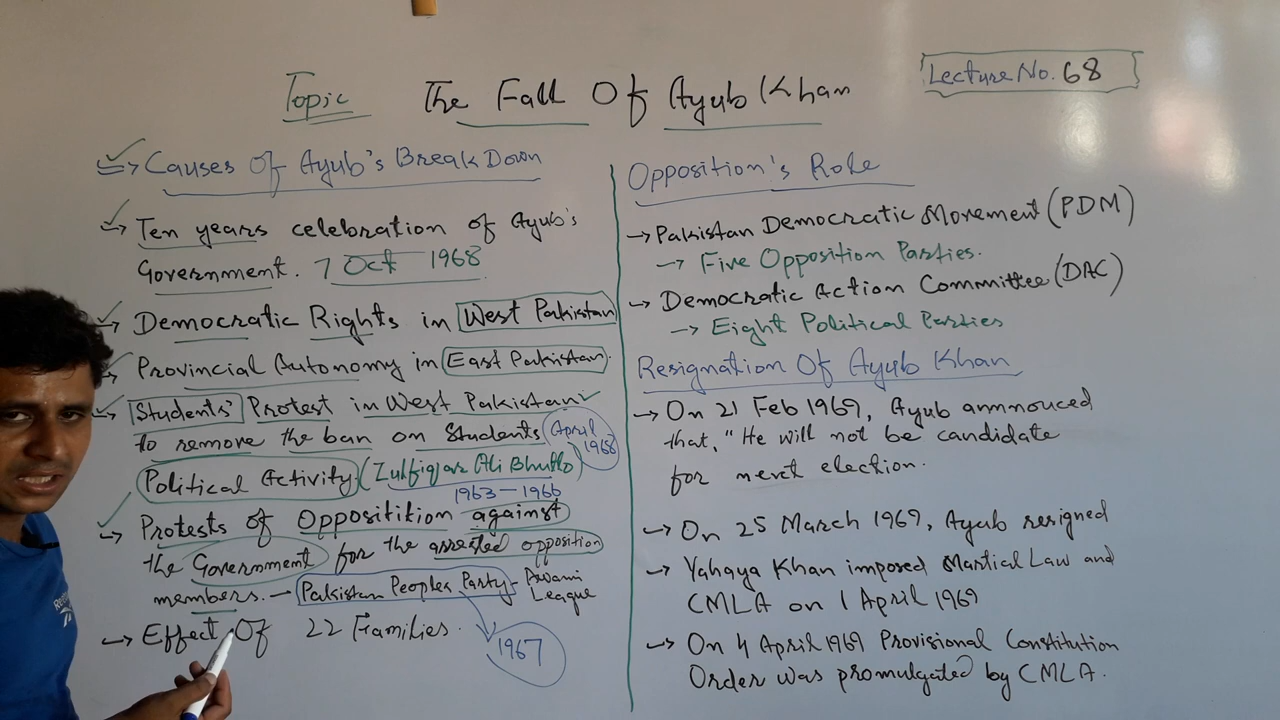 Topic The Fall Of Ayub Khan
Lecture No. 68
Causes Of Ayub's Break Down
Ten years celebration of Ayub's
Government. 7 Oct 1968
Democratic Rights in West Pakistan
Provincial Autonomy in East Pakistan.
Students' Protest in West Pakistan
to remove the ban on Students April 1968
Political Activity. (Zulfiqar Ali Bhutto)
1963 – 1966
Protests of Oppositition against
the Government for the arrested opposition
members. – Pakistan Peoples Party – Awami
League
→ Effect Of 22 Families.
1967
Opposition's Role
→ Pakistan Democratic Movement (PDM)
→ Five Opposition Parties.
→ Democratic Action Committee (DAC)
→ Eight Political Parties
Resignation Of Ayub Khan
→ On 21 Feb 1969, Ayub annnouced
that, "He will not be candidate
for next election.
→ On 25 March 1969, Ayub resigned
→ Yahaya Khan imposed Martial Law and
CMLA on 1 April 1969
→ On 4 April 1969 Provisional Constitution
Order was promulgated by CMLA.